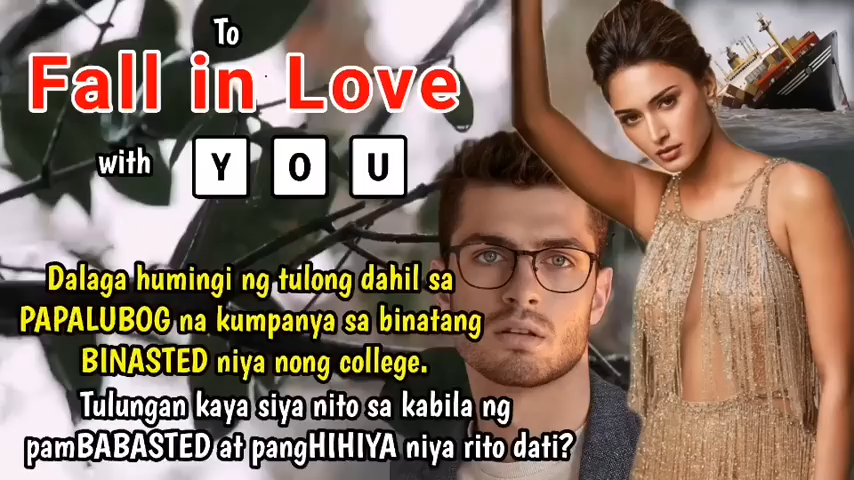 To
Fall in Love
with Y O U
Dalaga humingi ng tulong dahil sa
PAPALUBOG na kumpanya sa binatang
BINASTED niya nong college.
Tulungan kaya siya nito sa kabila ng
pamBABASTED at pangHIHIYA niya rito dati?